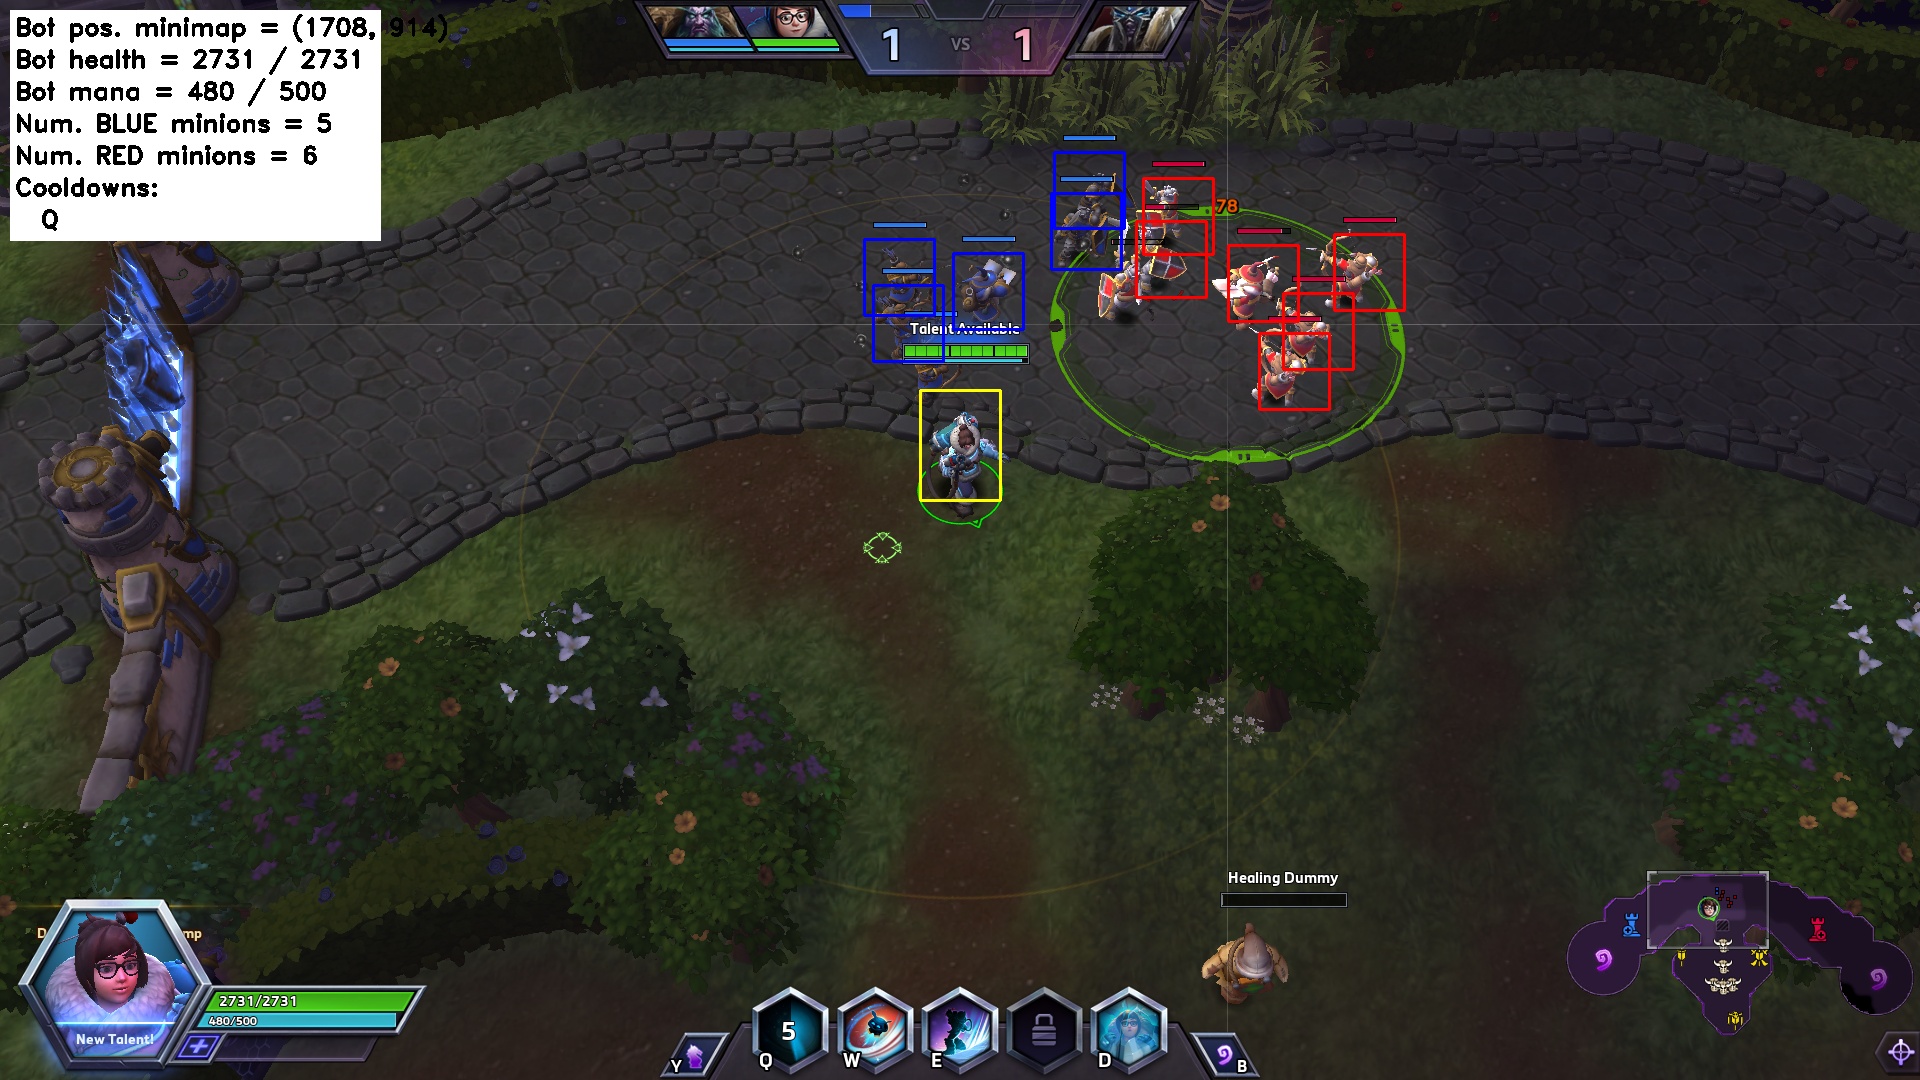 Bot pos. minimap = (1708, 914)
Bot health = 2731 / 2731
Bot mana = 480 / 500
Num. BLUE minions = 5
Num. RED minions = 6
Cooldowns:
Q
1 VS 1
78
Talent Available
Healing Dummy
D mp
2731/2731
480/500
New Talent!
5
Y Q W E D B